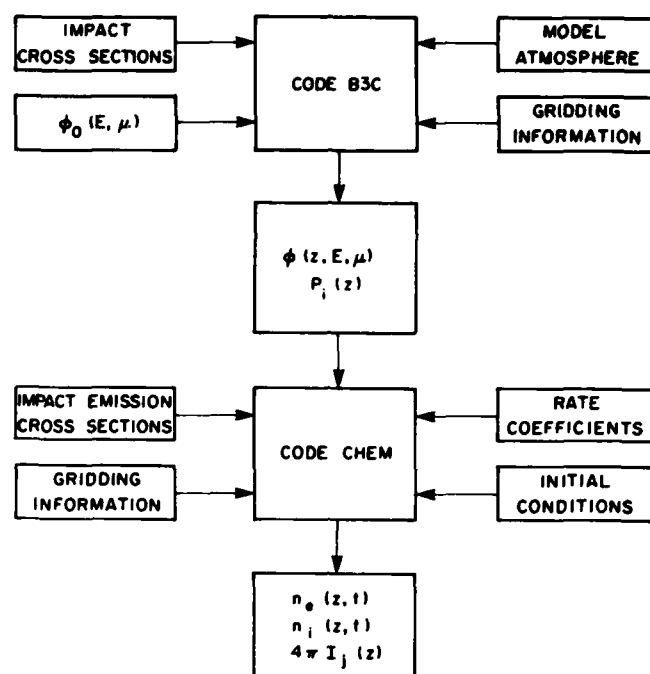 IMPACT
CROSS SECTIONS
ϕ₀ (E, μ)
CODE B3C
MODEL
ATMOSPHERE
GRIDDING
INFORMATION
ϕ (z, E, μ)
Pᵢ (z)
IMPACT EMISSION
CROSS SECTIONS
GRIDDING
INFORMATION
CODE CHEM
RATE
COEFFICIENTS
INITIAL
CONDITIONS
nₑ (z, t)
nᵢ (z, t)
4π Iⱼ (z)